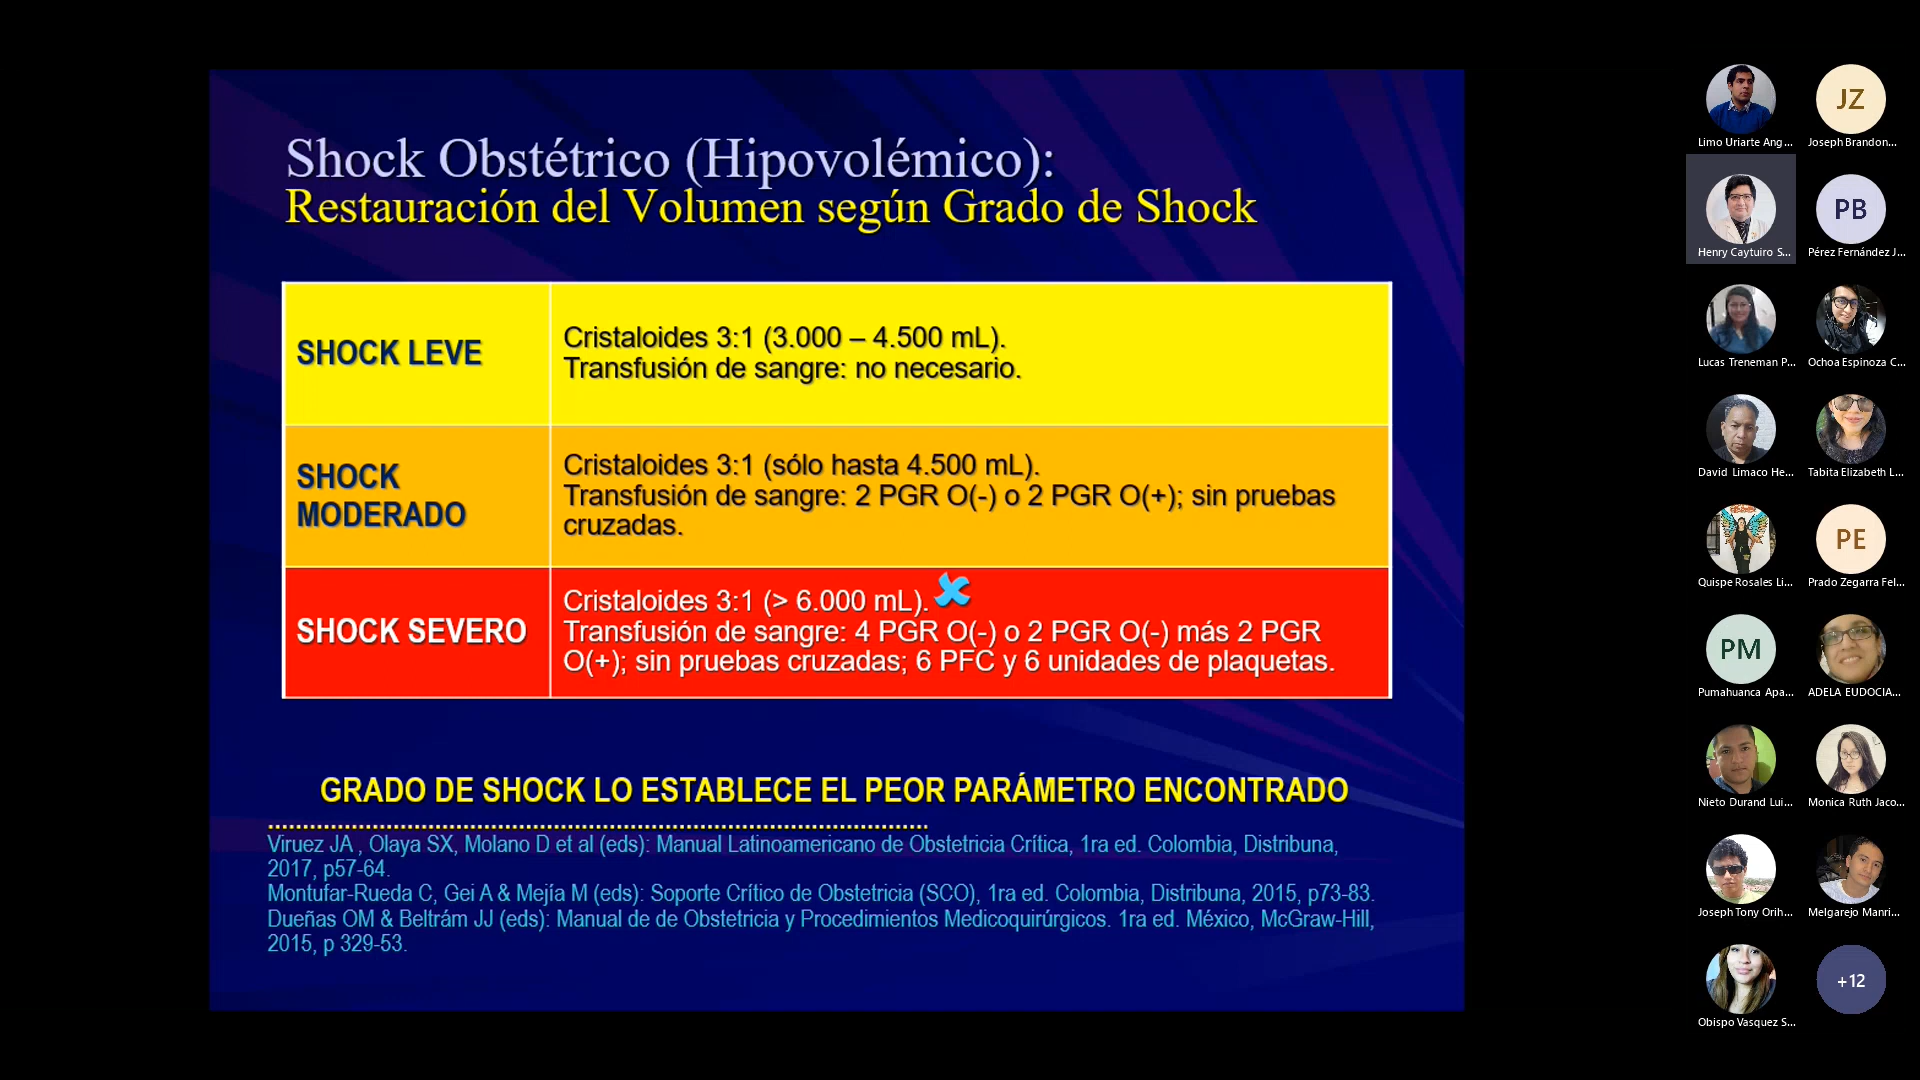 Shock Obstétrico (Hipovolémico):
Restauración del Volumen según Grado de Shock
SHOCK LEVE
Cristaloides 3:1 (3.000 – 4.500 mL).
Transfusión de sangre: no necesario.
SHOCK
MODERADO
Cristaloides 3:1 (sólo hasta 4.500 mL).
Transfusión de sangre: 2 PGR O(-) o 2 PGR O(+); sin pruebas
cruzadas.
SHOCK SEVERO
Cristaloides 3:1 (> 6.000 mL).
Transfusión de sangre: 4 PGR O(-) o 2 PGR O(-) más 2 PGR
O(+); sin pruebas cruzadas; 6 PFC y 6 unidades de plaquetas.
GRADO DE SHOCK LO ESTABLECE EL PEOR PARÁMETRO ENCONTRADO
Viruez JA , Olaya SX, Molano D et al (eds): Manual Latinoamericano de Obstetricia Crítica, 1ra ed. Colombia, Distribuna,
2017, p57-64.
Montufar-Rueda C, Gei A & Mejía M (eds): Soporte Crítico de Obstetricia (SCO), 1ra ed. Colombia, Distribuna, 2015, p73-83.
Dueñas OM & Beltrám JJ (eds): Manual de de Obstetricia y Procedimientos Medicoquirúrgicos. 1ra ed. México, McGraw-Hill,
2015, p 329-53.
Limo Uriarte Ang...
JZ
Joseph Brandon...
Henry Caytuiro S...
PB
Pérez Fernández J...
Lucas Treneman P...
Ochoa Espinoza C...
David Limaco He...
Tabita Elizabeth L...
Quispe Rosales Li...
PE
Prado Zegarra Fel...
PM
Pumahuanca Apa...
ADELA EUDOCIA...
Nieto Durand Lui...
Monica Ruth Jaco...
Joseph Tony Orih...
Melgarejo Manri...
Obispo Vasquez S...
+12